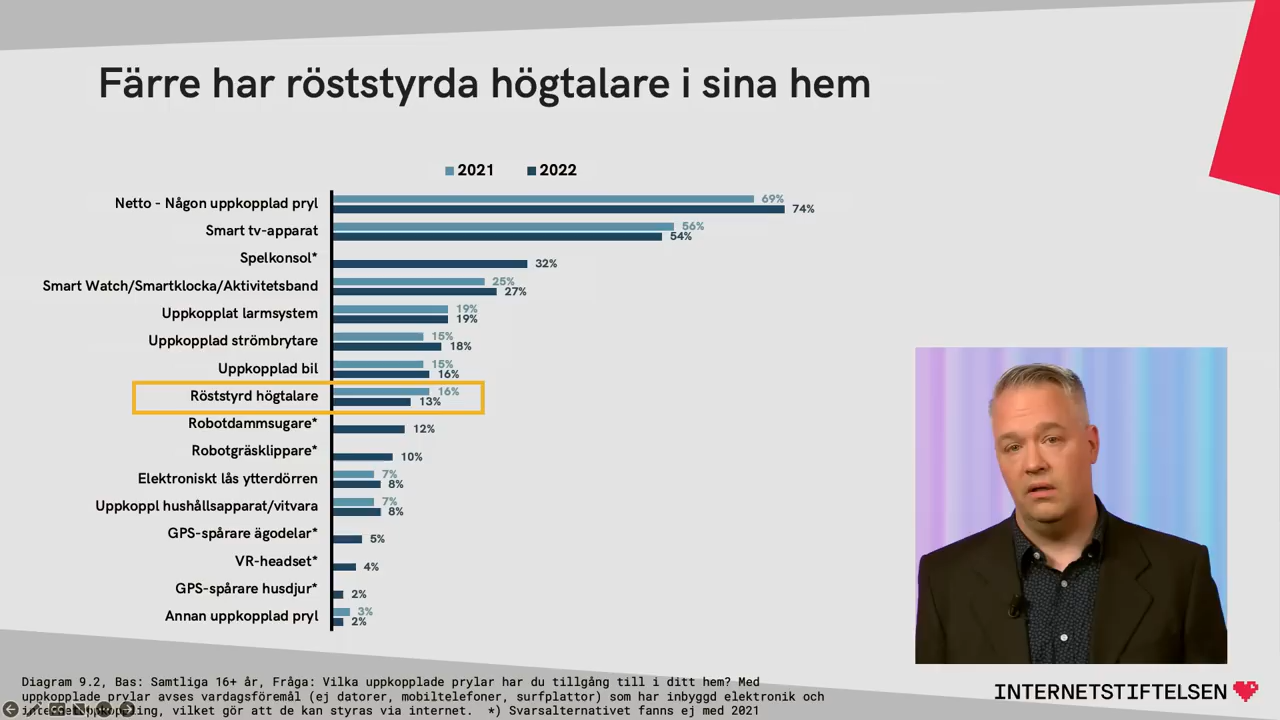 Färre har röststyrda högtalare i sina hem
2021 2022
Netto - Någon uppkopplad pryl 69% 74%
Smart tv-apparat 56% 54%
Spelkonsol* 32%
Smart Watch/Smartklocka/Aktivitetsband 25% 27%
Uppkopplat larmsystem 19% 19%
Uppkopplad strömbrytare 15% 18%
Uppkopplad bil 15% 16%
Röststyrd högtalare 16% 13%
Robotdammsugare* 12%
Robotgräsklippare* 10%
Elektroniskt lås ytterdörren 7% 8%
Uppkoppl hushållsapparat/vitvara 7% 8%
GPS-spårare ägodelar* 5%
VR-headset* 4%
GPS-spårare husdjur* 2%
Annan uppkopplad pryl 3% 2%
Diagram 9.2, Bas: Samtliga 16+ år, Fråga: Vilka uppkopplade prylar har du tillgång till i ditt hem? Med
uppkopplade prylar avses vardagsföremål (ej datorer, mobiltelefoner, surfplattor) som har inbyggd elektronik och
vilket gör att de kan styras via internet. *) Svarsalternativet fanns ej med 2021
INTERNETSTIFTELSEN